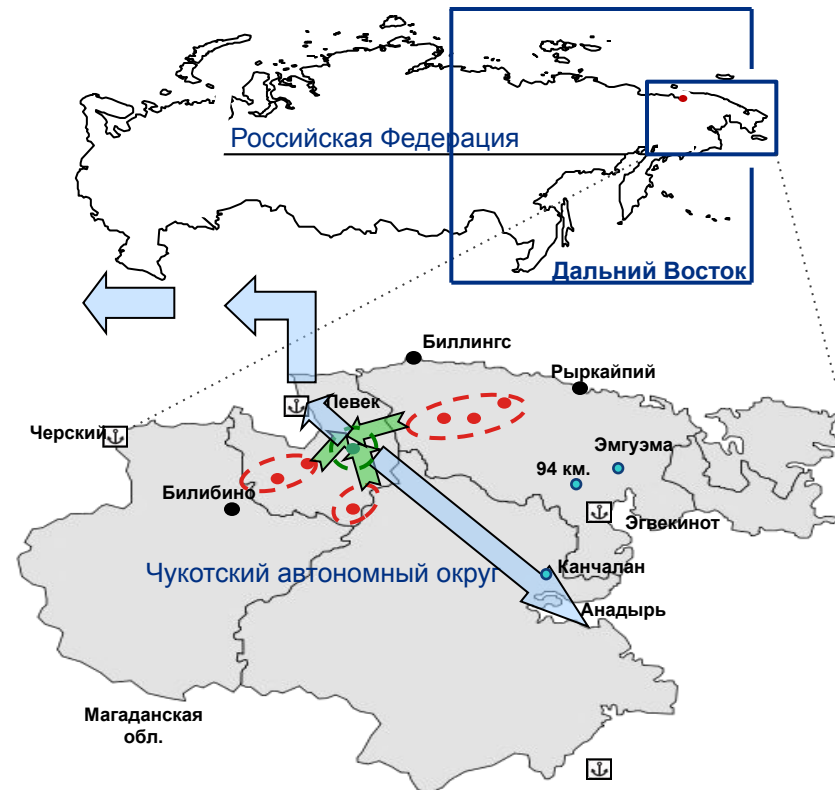 Российская Федерация
Дальний Восток
Биллингс
Рыркайпий
Певек
Черский
Эмгуэма
94 км.
Билибино
Эгвекинот
Чукотский автономный округ
Канчалан
Анадырь
Магаданская
обл.